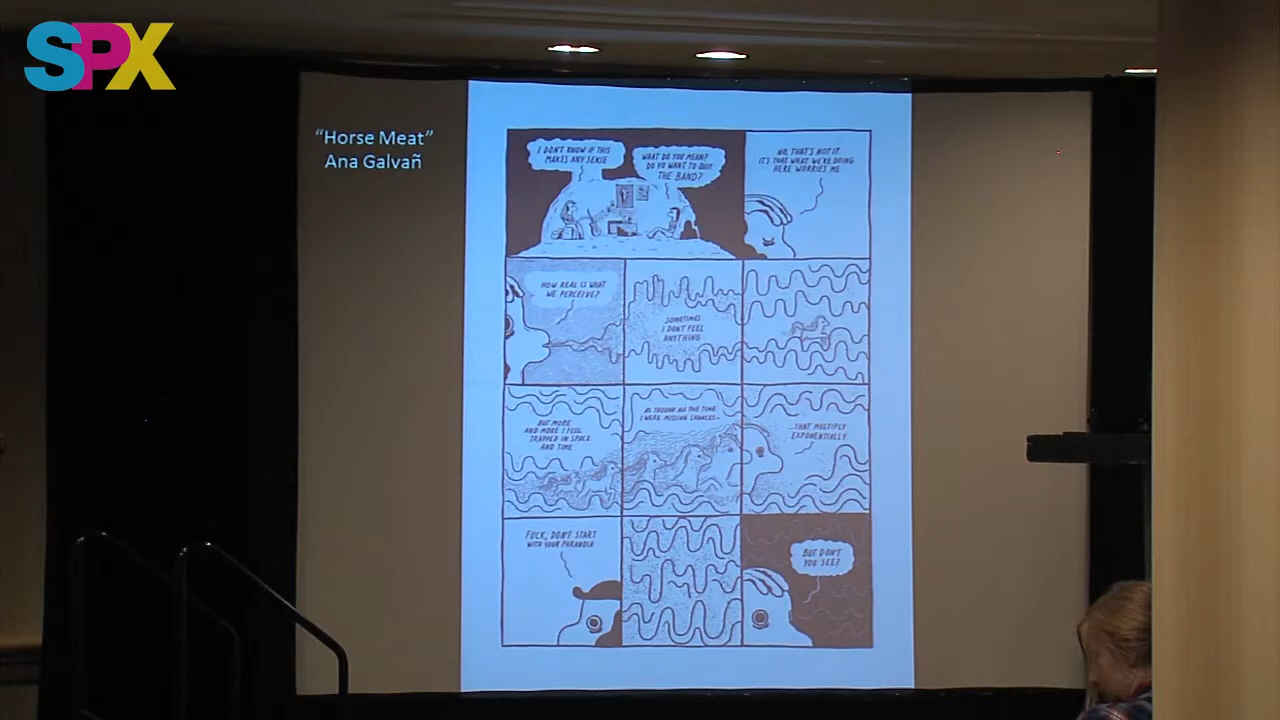 SPX
“Horse Meat”
Ana Galvañ
I DON'T KNOW IF THIS
MAKES ANY SENSE
WHAT DO YOU MEAN?
DO YO WANT TO QUIT
THE BAND?
NO, THAT'S NOT IT.
IT'S THAT WHAT WE'RE DOING
HERE WORRIES ME
HOW REAL IS WHAT
WE PERCEIVE?
SOMETIMES
I DON'T FEEL
ANYTHING
BUT MORE
AND MORE I FEEL
TRAPPED IN SPACE
AND TIME
AS THOUGH ALL THE TIME
I WERE MISSING CHANCES...
...THAT MULTIPLY
EXPONENTIALLY
FUCK, DON'T START
WITH YOUR PARANOIA
BUT DON'T
YOU SEE?